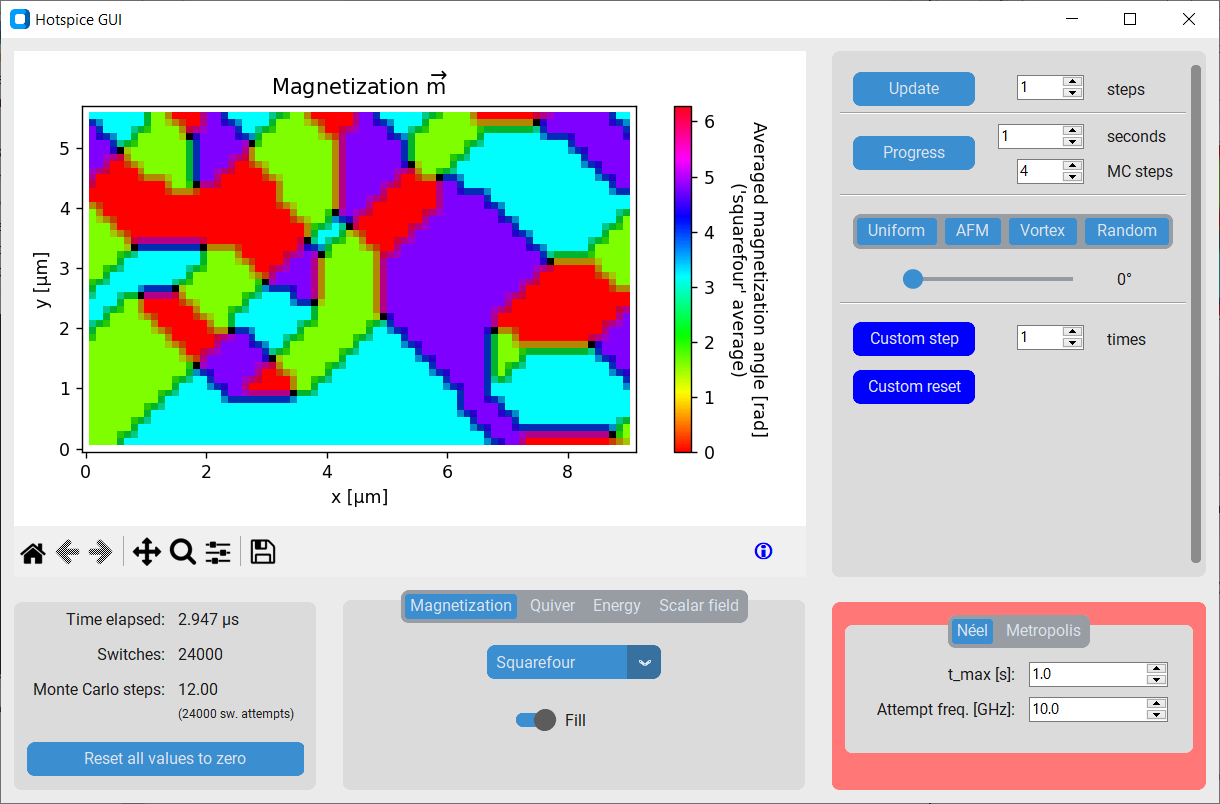 Hotspice GUI
Magnetization m
y [µm]
5
4
3
2
1
0
0 2 4 6 8
x [µm]
6
5
4
3
2
1
0
Averaged magnetization angle [rad]
('squarefour' average)
Update 1 steps
Progress 1 seconds
4 MC steps
Uniform AFM Vortex Random
0°
Custom step 1 times
Custom reset
Time elapsed: 2.947 µs
Switches: 24000
Monte Carlo steps: 12.00
(24000 sw. attempts)
Reset all values to zero
Magnetization Quiver Energy Scalar field
Squarefour
Fill
Néel Metropolis
t_max [s]: 1.0
Attempt freq. [GHz]: 10.0